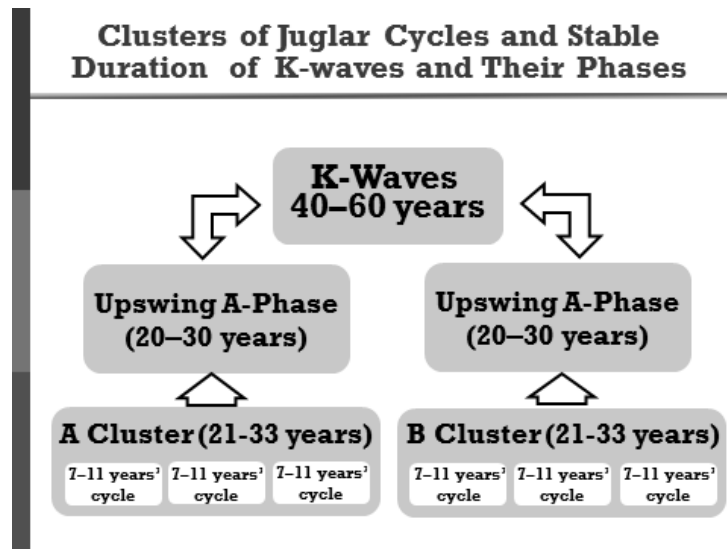 Clusters of Juglar Cycles and Stable
Duration of K-waves and Their Phases
K-Waves
40–60 years
Upswing A-Phase
(20–30 years)
Upswing A-Phase
(20–30 years)
A Cluster (21-33 years)
7–11 years’
cycle
7–11 years’
cycle
7–11 years’
cycle
B Cluster (21-33 years)
7–11 years’
cycle
7–11 years’
cycle
7–11 years’
cycle